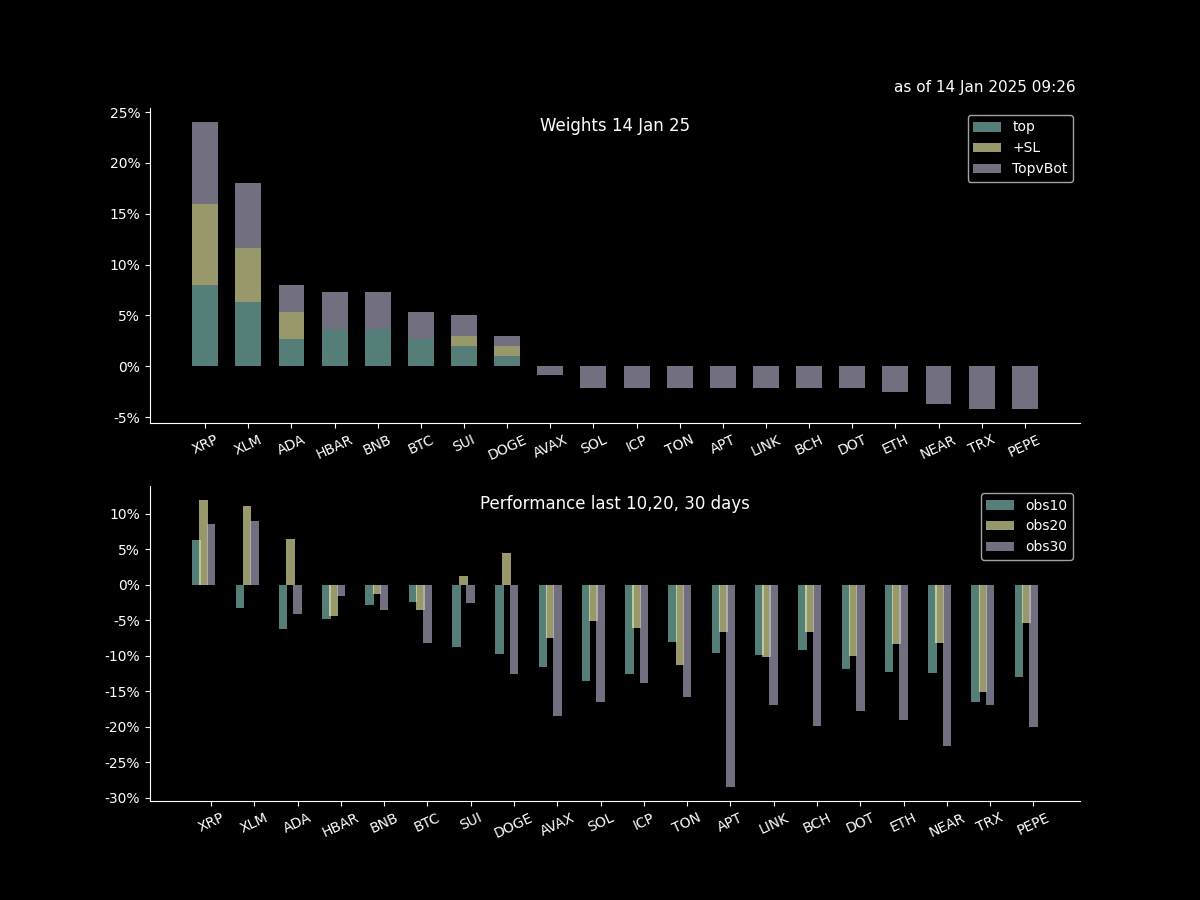 as of 14 Jan 2025 09:26
Weights 14 Jan 25
top
+SL
TopvBot
25%
20%
15%
10%
5%
0%
-5%
XRP XLM ADA HBAR BNB BTC SUI DOGE AVAX SOL ICP TON APT LINK BCH DOT ETH NEAR TRX PEPE
Performance last 10,20, 30 days
obs10
obs20
obs30
10%
5%
0%
-5%
-10%
-15%
-20%
-25%
-30%
XRP XLM ADA HBAR BNB BTC SUI DOGE AVAX SOL ICP TON APT LINK BCH DOT ETH NEAR TRX PEPE